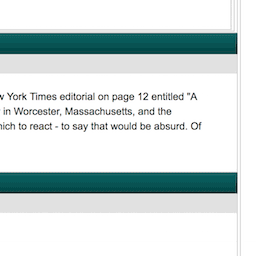 York Times editorial on page 12 entitled "A
in Worcester, Massachusetts, and the
to react - to say that would be absurd. Of